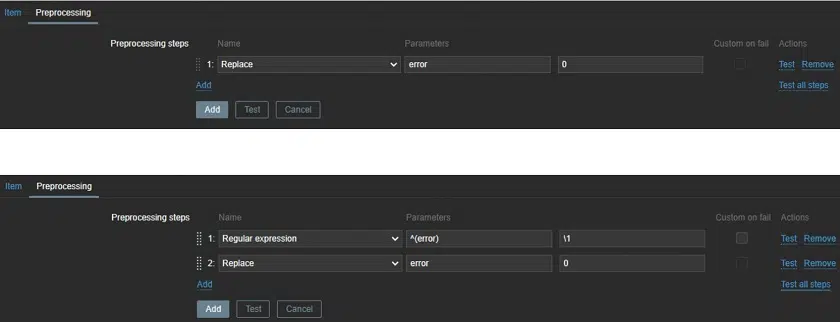 Item Preprocessing
Preprocessing steps Name Parameters Custom on fail Actions
1: Replace error 0 Test Remove
Add Test all steps
Add Test Cancel
Item Preprocessing
Preprocessing steps Name Parameters Custom on fail Actions
1: Regular expression ^(error) \1 Test Remove
2: Replace error 0 Test Remove
Add Test all steps
Add Test Cancel